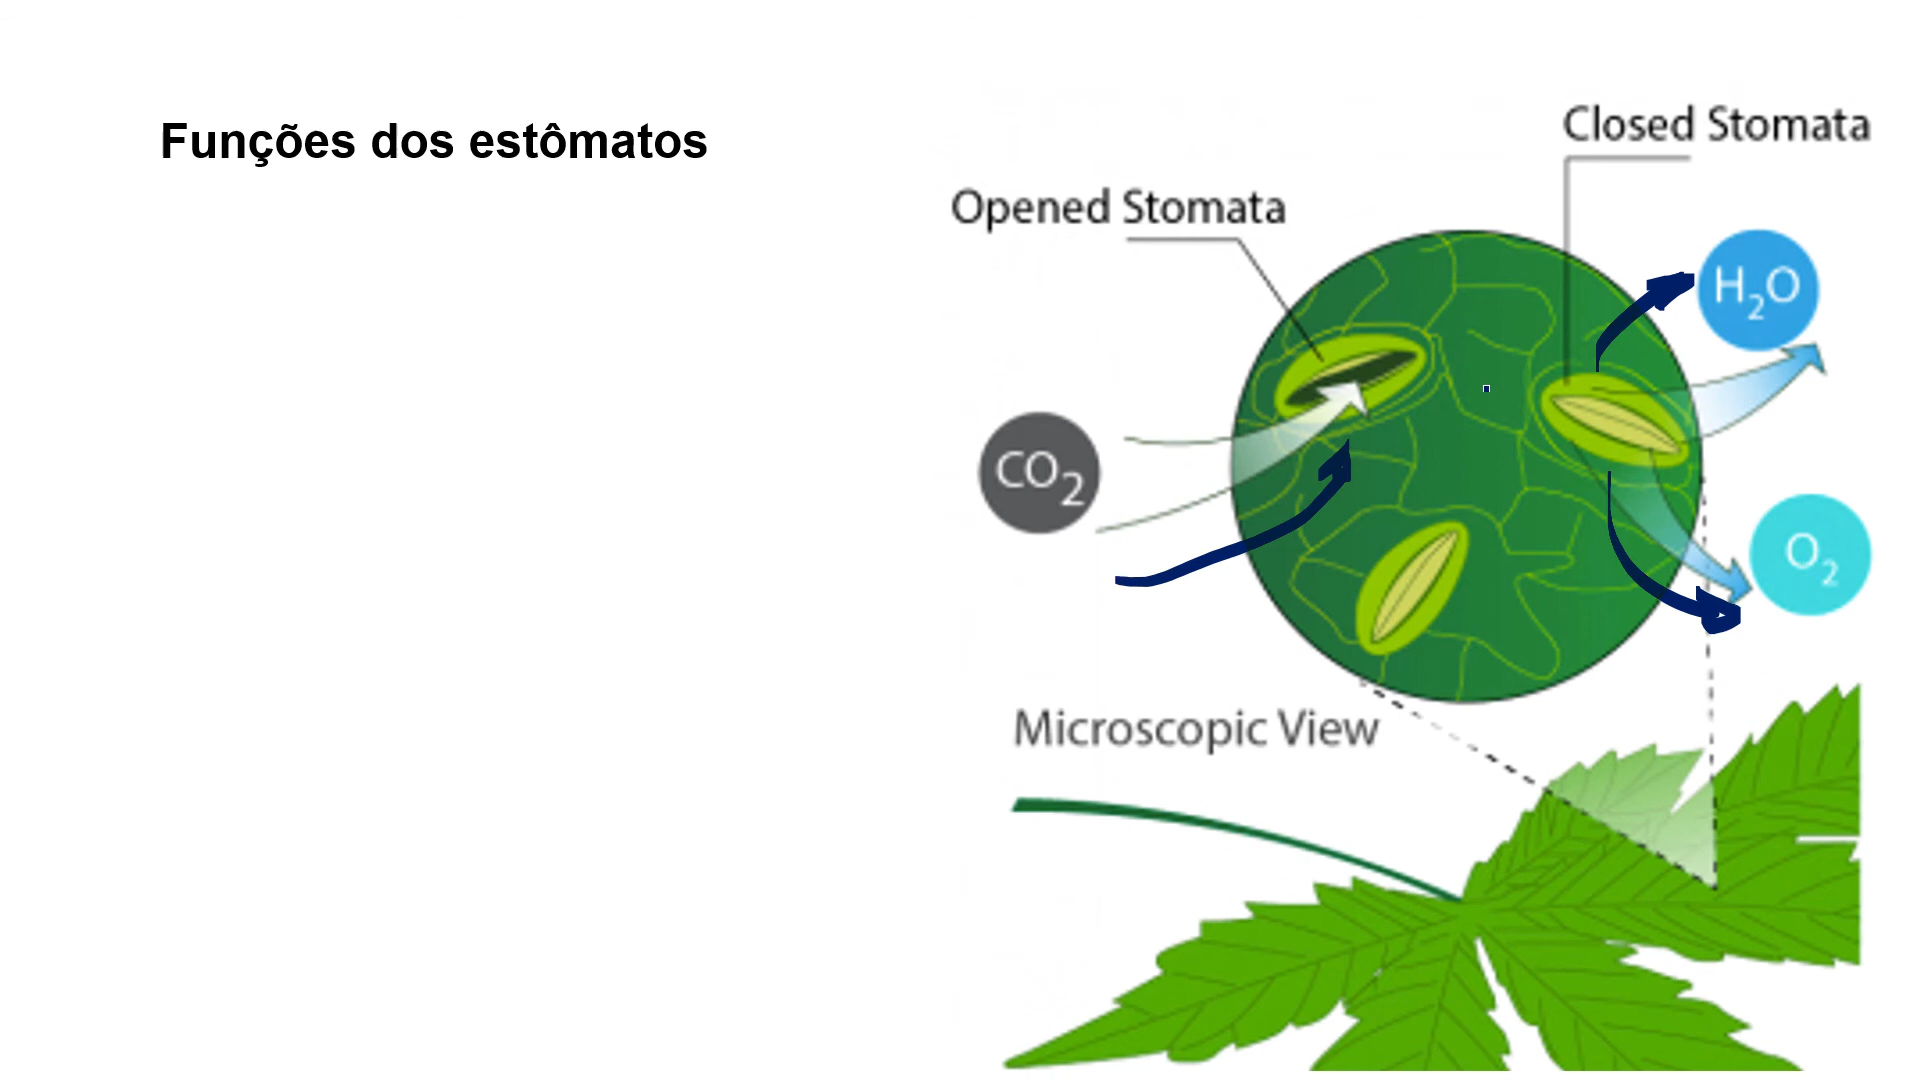 Funções dos estômatos
Closed Stomata
Opened Stomata
H₂O
CO₂
O₂
Microscopic View